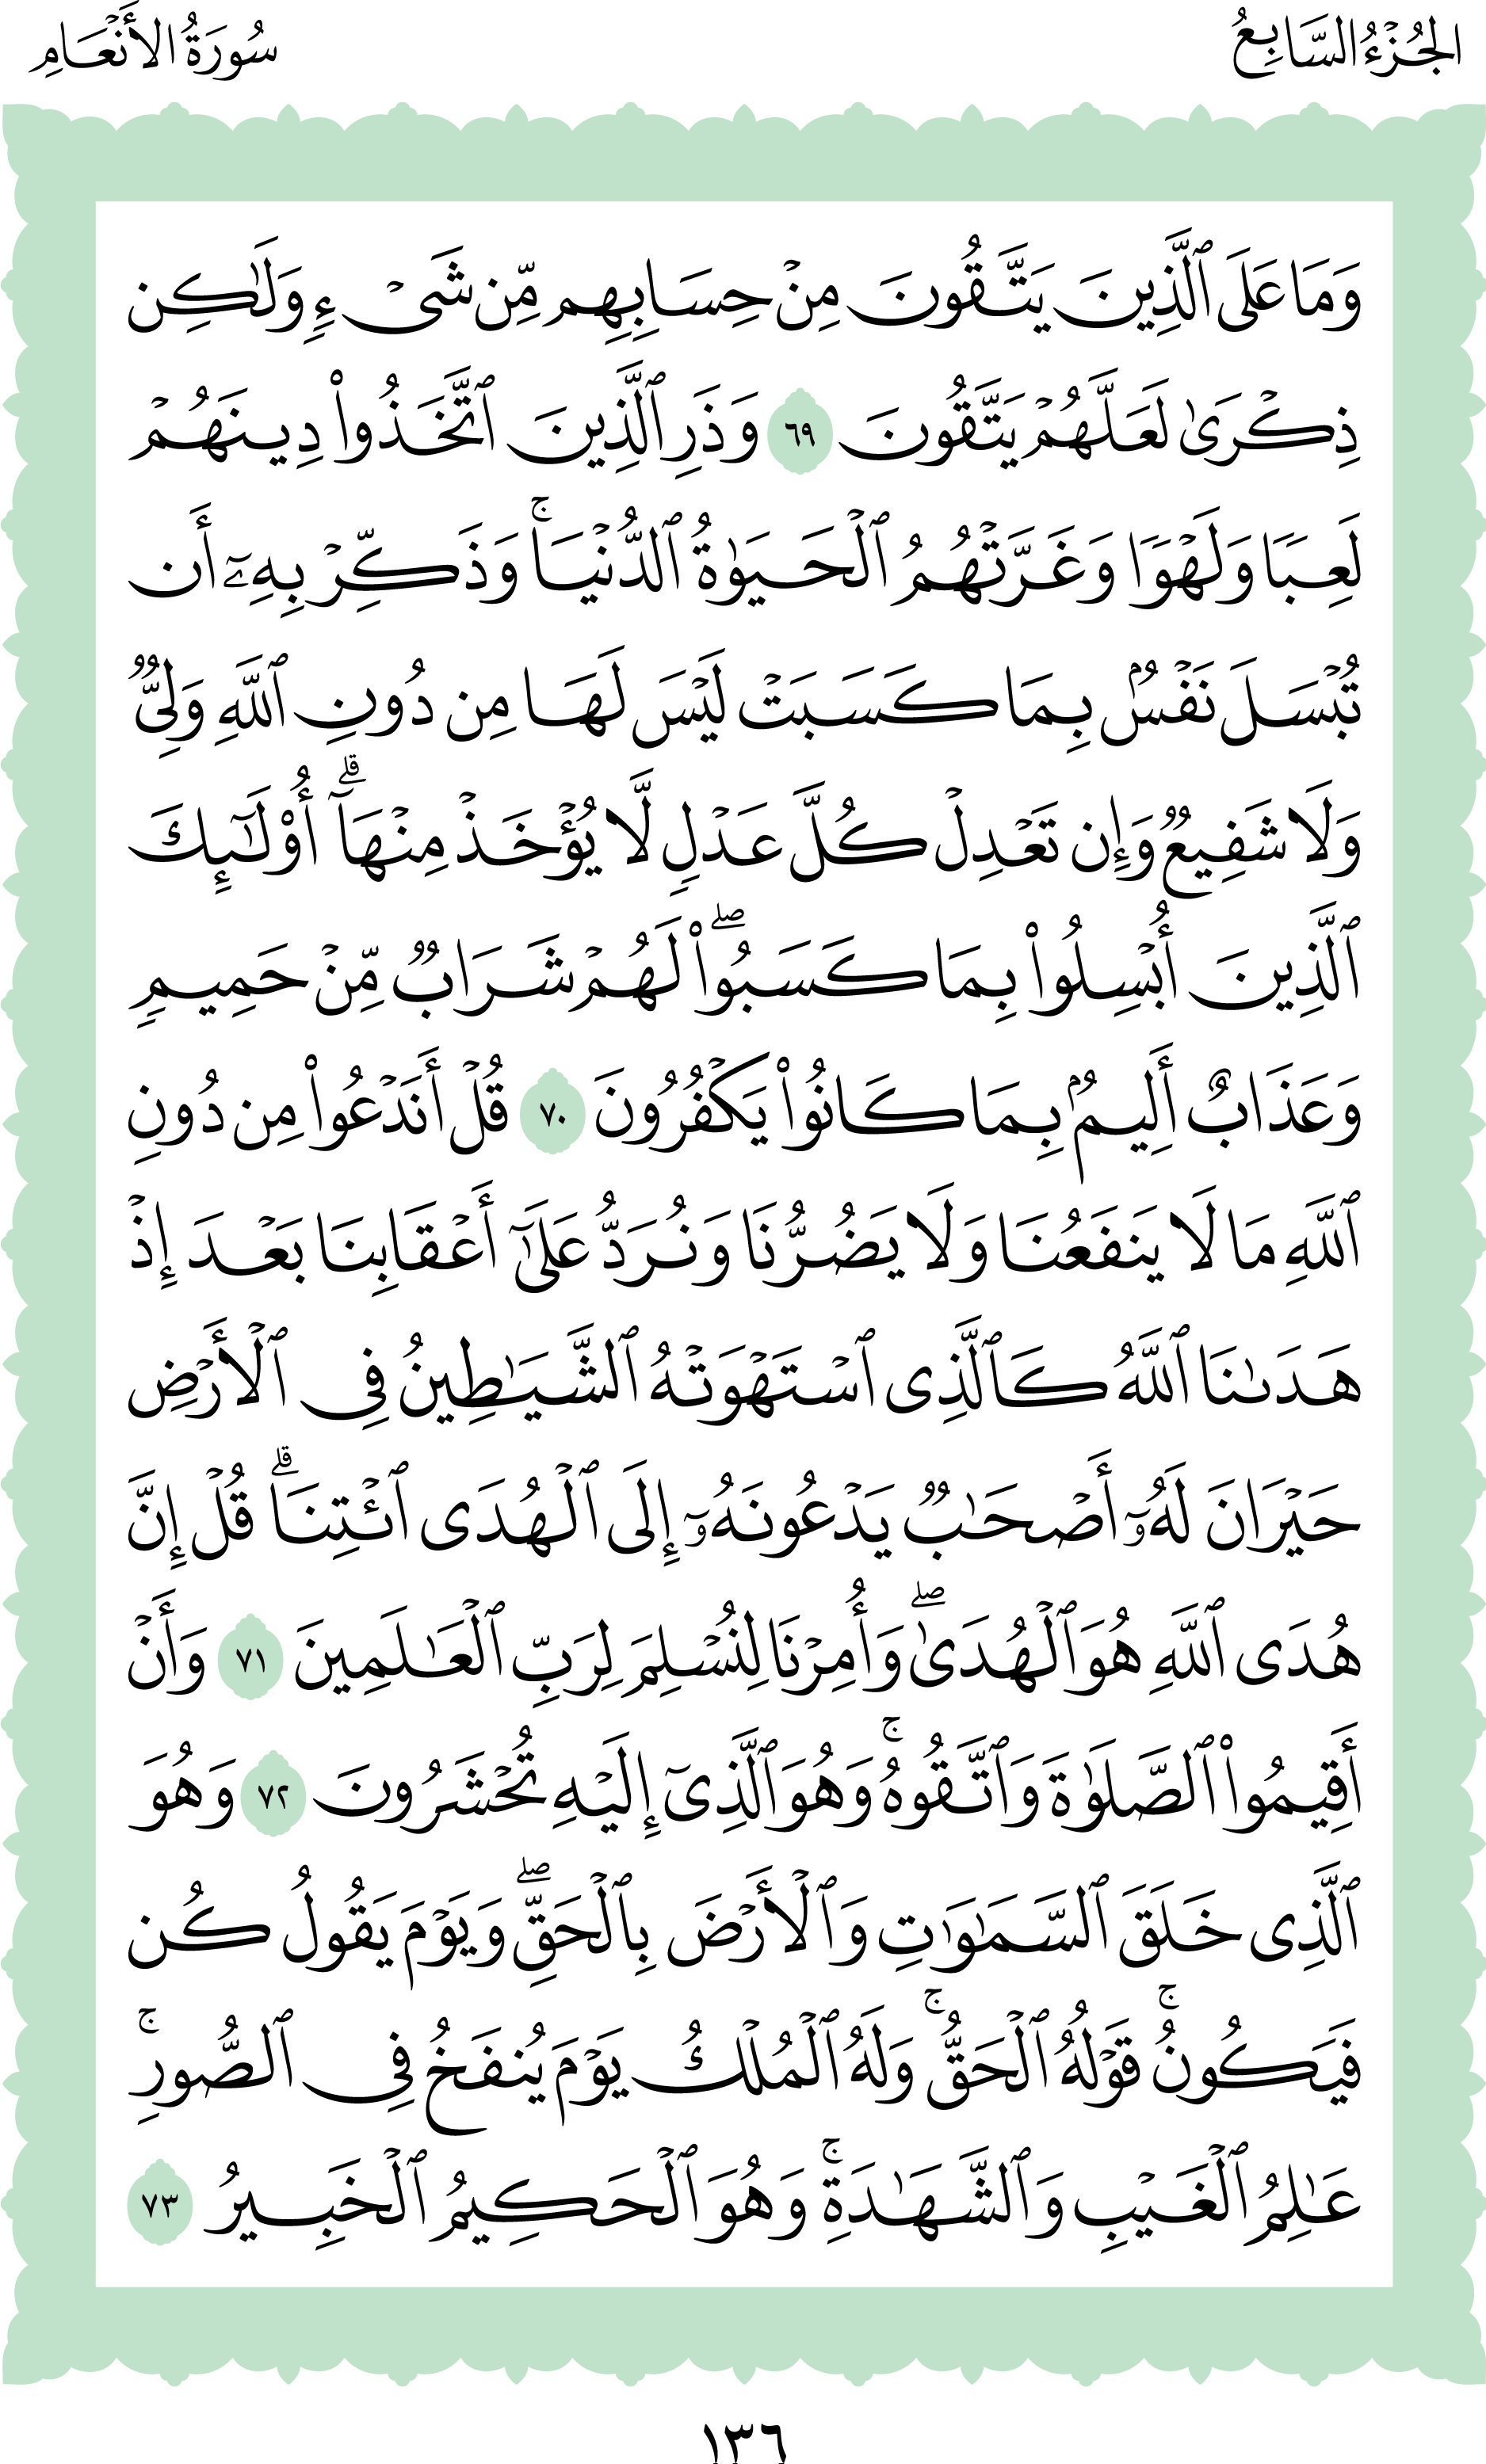 الجُزْءُ السَّابِعُ
سُورَةُ الأَنْعَامِ
وَمَا عَلَى ٱلَّذِينَ يَتَّقُونَ مِنْ حِسَابِهِم مِّن شَىْءٍ وَلَٰكِن
ذِكْرَىٰ لَعَلَّهُمْ يَتَّقُونَ ٦٩ وَذَرِ ٱلَّذِينَ ٱتَّخَذُوا۟ دِينَهُمْ
لَعِبًا وَلَهْوًا وَغَرَّتْهُمُ ٱلْحَيَوٰةُ ٱلدُّنْيَا ۚ وَذَكِّرْ بِهِۦٓ أَن
تُبْسَلَ نَفْسٌۢ بِمَا كَسَبَتْ لَيْسَ لَهَا مِن دُونِ ٱللَّهِ وَلِىٌّ
وَلَا شَفِيعٌ وَإِن تَعْدِلْ كُلَّ عَدْلٍ لَّا يُؤْخَذْ مِنْهَآ ۗ أُو۟لَٰٓئِكَ
ٱلَّذِينَ أُبْسِلُوا۟ بِمَا كَسَبُوا۟ ۖ لَهُمْ شَرَابٌ مِّنْ حَمِيمٍ
وَعَذَابٌ أَلِيمٌۢ بِمَا كَانُوا۟ يَكْفُرُونَ ٧٠ قُلْ أَنَدْعُوا۟ مِن دُونِ
ٱللَّهِ مَا لَا يَنفَعُنَا وَلَا يَضُرُّنَا وَنُرَدُّ عَلَىٰٓ أَعْقَابِنَا بَعْدَ إِذْ
هَدَىٰنَا ٱللَّهُ كَٱلَّذِى ٱسْتَهْوَتْهُ ٱلشَّيَٰطِينُ فِى ٱلْأَرْضِ
حَيْرَانَ لَهُۥٓ أَصْحَٰبٌ يَدْعُونَهُۥٓ إِلَى ٱلْهُدَى ٱئْتِنَا ۗ قُلْ إِنَّ
هُدَى ٱللَّهِ هُوَ ٱلْهُدَىٰ ۖ وَأُمِرْنَا لِنُسْلِمَ لِرَبِّ ٱلْعَٰلَمِينَ ٧١ وَأَنْ
أَقِيمُوا۟ ٱلصَّلَوٰةَ وَٱتَّقُوهُ ۚ وَهُوَ ٱلَّذِىٓ إِلَيْهِ تُحْشَرُونَ ٧٢ وَهُوَ
ٱلَّذِى خَلَقَ ٱلسَّمَٰوَٰتِ وَٱلْأَرْضَ بِٱلْحَقِّ ۖ وَيَوْمَ يَقُولُ كُن
فَيَكُونُ ۚ قَوْلُهُ ٱلْحَقُّ ۚ وَلَهُ ٱلْمُلْكُ يَوْمَ يُنفَخُ فِى ٱلصُّورِ ۚ
عَٰلِمُ ٱلْغَيْبِ وَٱلشَّهَٰدَةِ ۚ وَهُوَ ٱلْحَكِيمُ ٱلْخَبِيرُ ٧٣
١٣٦